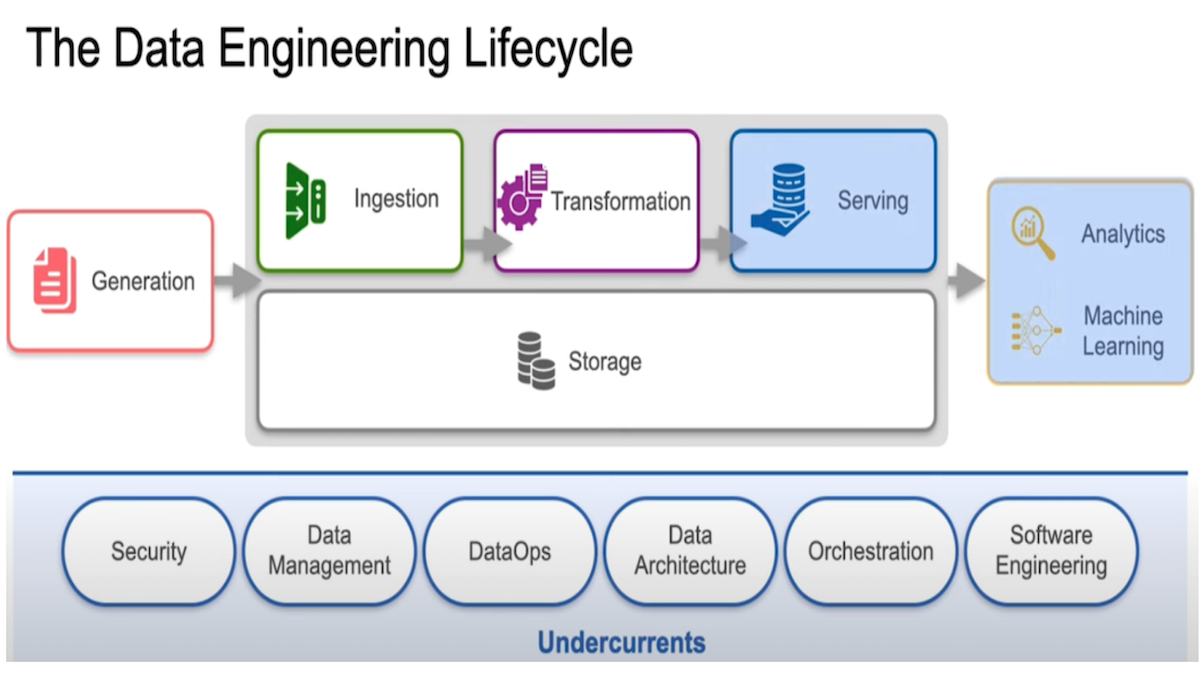 The Data Engineering Lifecycle
Generation
Ingestion
Transformation
Serving
Storage
Analytics
Machine
Learning
Security
Data
Management
DataOps
Data
Architecture
Orchestration
Software
Engineering
Undercurrents